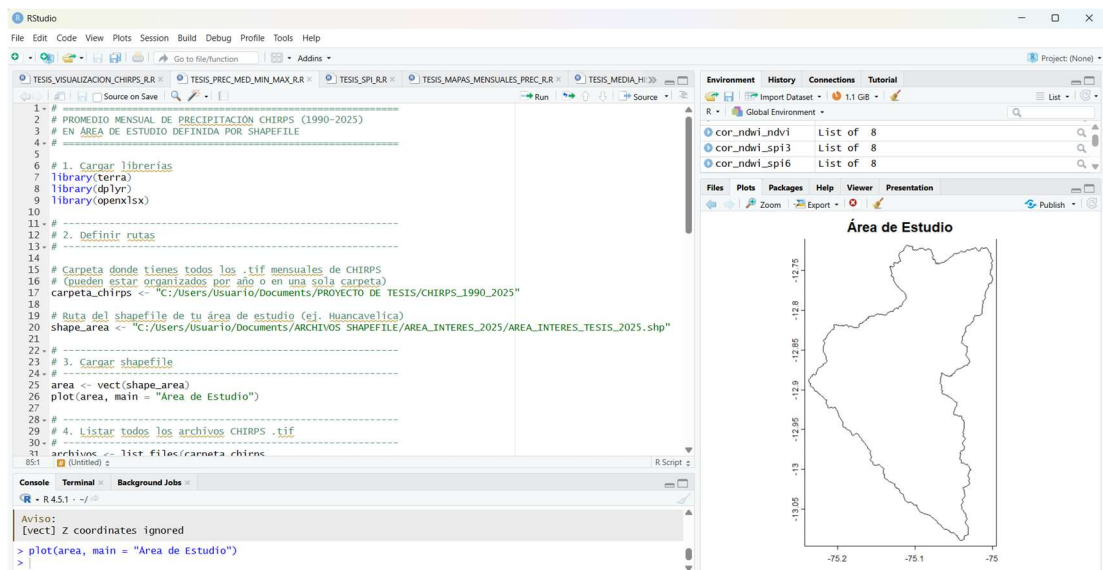 RStudio
File Edit Code View Plots Session Build Debug Profile Tools Help
Go to file/function Addins Project: (None)
TESIS_VISUALIZACION_CHIRPS_R.R TESIS_PREC_MED_MIN_MAX_R.R TESIS_SPI_R.R TESIS_MAPAS_MENSUALES_PREC_R.R
Source on Save Run Source
1 # ========================================================
2 # PROMEDIO MENSUAL DE PRECIPITACIÓN CHIRPS (1990-2025)
3 # EN ÁREA DE ESTUDIO DEFINIDA POR SHAPEFILE
4 # ========================================================
5
6 # 1. Cargar librerías
7 library(terra)
8 library(dplyr)
9 library(openxlsx)
10
11 # --------------------------------------------------------
12 # 2. Definir rutas
13 # --------------------------------------------------------
14
15 # Carpeta donde tienes todos los .tif mensuales de CHIRPS
16 # (pueden estar organizados por año o en una sola carpeta)
17 carpeta_chirps <- "C:/Users/Usuario/Documents/PROYECTO DE TESIS/CHIRPS_1990_2025"
18
19 # Ruta del shapefile de tu área de estudio (ej. Huancavelica)
20 shape_area <- "C:/Users/Usuario/Documents/ARCHIVOS SHAPEFILE/AREA_INTERES_2025/AREA_INTERES_TESIS_2025.shp"
21
22 # --------------------------------------------------------
23 # 3. Cargar shapefile
24 # --------------------------------------------------------
25 area <- vect(shape_area)
26 plot(area, main = "Área de Estudio")
27
28 # --------------------------------------------------------
29 # 4. Listar todos los archivos CHIRPS .tif
30 # --------------------------------------------------------
31 archivos <- list.files(carpeta_chirps
85:1 (Untitled) R Script
Console Terminal Background Jobs
R 4.5.1 · ~/
Aviso:
[vect] Z coordinates ignored
> plot(area, main = "Área de Estudio")
>
Environment History Connections Tutorial
Import Dataset 1.1 GiB List
R Global Environment
cor_ndwi_ndvi List of 8
cor_ndwi_spi3 List of 8
cor_ndwi_spi6 List of 8
Files Plots Packages Help Viewer Presentation
Zoom Export Publish
Área de Estudio
-12.75
-12.8
-12.85
-12.9
-12.95
-13
-13.05
-75.2 -75.1 -75